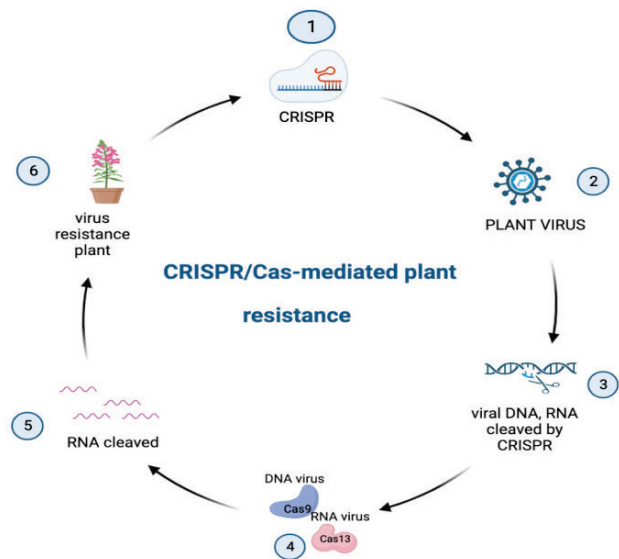 1
CRISPR
2
PLANT VIRUS
3
viral DNA, RNA
cleaved by
CRISPR
DNA virus
Cas9
RNA virus
Cas13
4
5
RNA cleaved
6
virus
resistance
plant
CRISPR/Cas-mediated plant
resistance